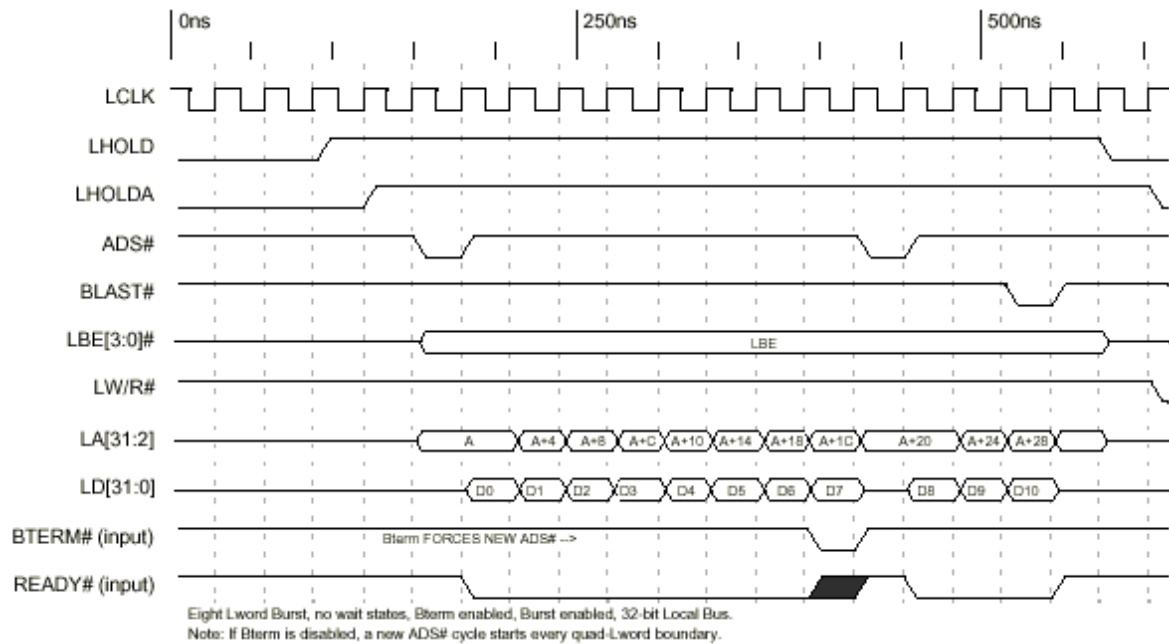 0ns 250ns 500ns
LCLK
LHOLD
LHOLDA
ADS#
BLAST#
LBE[3:0]# LBE
LW/R#
LA[31:2] A A+4 A+8 A+C A+10 A+14 A+18 A+1C A+20 A+24 A+28
LD[31:0] D0 D1 D2 D3 D4 D5 D6 D7 D8 D9 D10
BTERM# (input) Bterm FORCES NEW ADS# -->
READY# (input)
Eight Lword Burst, no wait states, Bterm enabled, Burst enabled, 32-bit Local Bus.
Note: If Bterm is disabled, a new ADS# cycle starts every quad-Lword boundary.